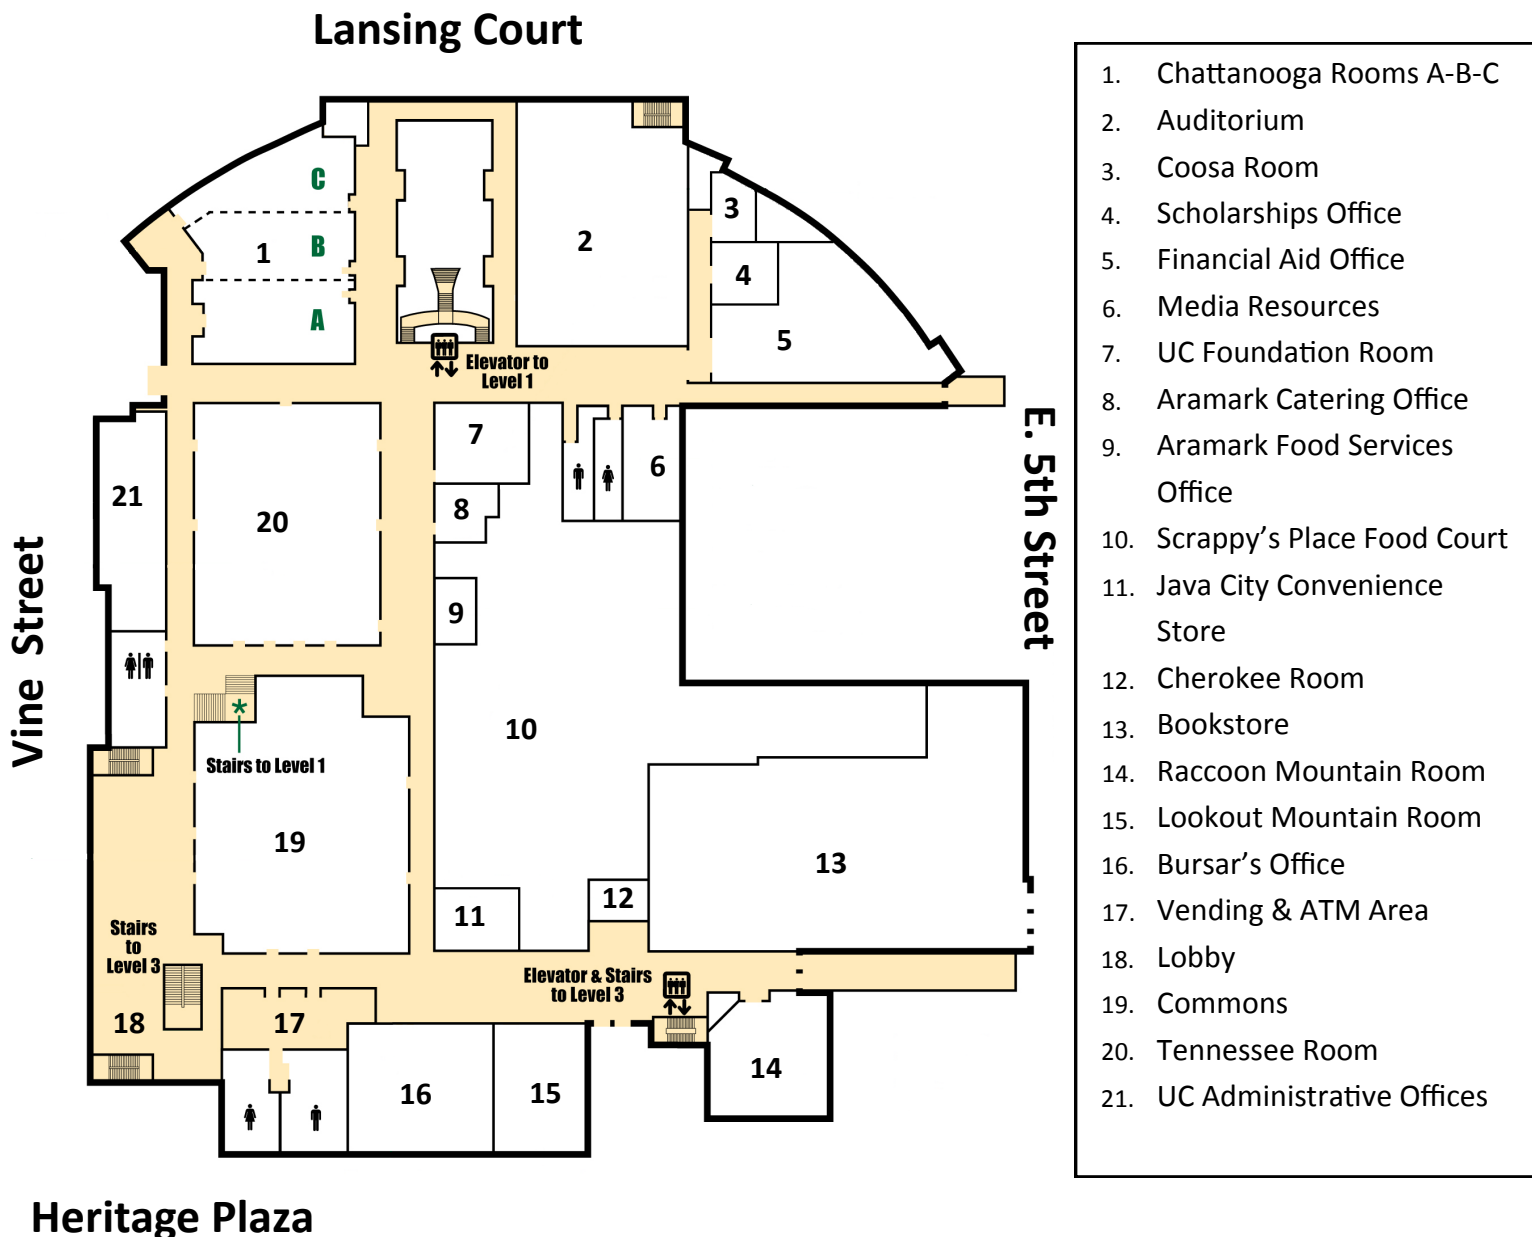 Lansing Court
C
B
A
1
2
3
4
5
Elevator to
Level 1
7
6
8
21
20
9
10
*
Stairs to Level 1
19
13
12
11
Stairs
to
Level 3
Elevator & Stairs
to Level 3
18
17
16
15
14
Vine Street
E. 5th Street
Heritage Plaza
1. Chattanooga Rooms A-B-C
2. Auditorium
3. Coosa Room
4. Scholarships Office
5. Financial Aid Office
6. Media Resources
7. UC Foundation Room
8. Aramark Catering Office
9. Aramark Food Services
Office
10. Scrappy’s Place Food Court
11. Java City Convenience
Store
12. Cherokee Room
13. Bookstore
14. Raccoon Mountain Room
15. Lookout Mountain Room
16. Bursar’s Office
17. Vending & ATM Area
18. Lobby
19. Commons
20. Tennessee Room
21. UC Administrative Offices